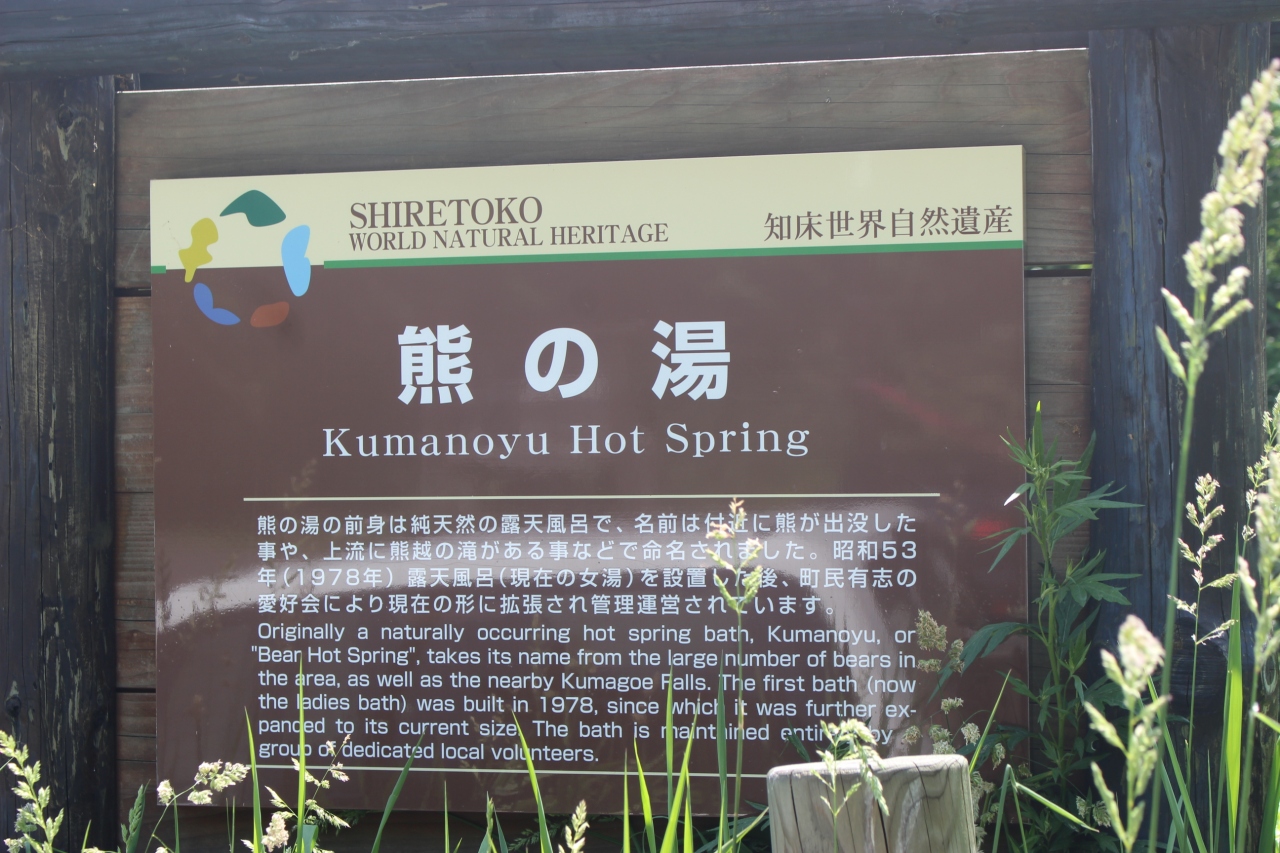 SHIRETOKO
WORLD NATURAL HERITAGE
知床世界自然遺産
熊の湯
Kumanoyu Hot Spring
熊の湯の前身は純天然の露天風呂で、名前は付近に熊が出没した
事や、上流に熊越の滝がある事などで命名されました。昭和53
年(1978年)露天風呂(現在の女湯)を設置した後、町民有志の
愛好会により現在の形に拡張され管理運営されています。
Originally a naturally occurring hot spring bath, Kumanoyu, or
"Bear Hot Spring", takes its name from the large number of bears in
the area, as well as the nearby Kumagoe Falls. The first bath (now
the ladies bath) was built in 1978, since which it was further ex-
panded to its current size. The bath is maintained entirely by
group of dedicated local volunteers.